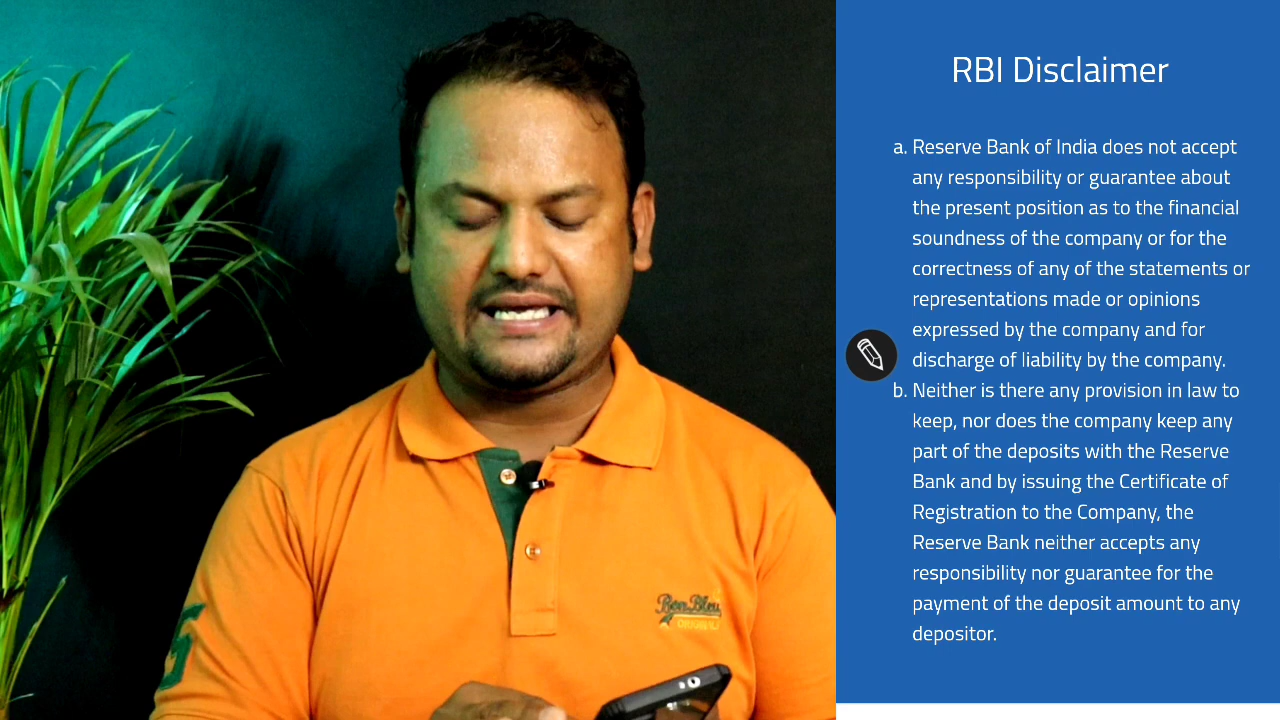 RBI Disclaimer
a. Reserve Bank of India does not accept
any responsibility or guarantee about
the present position as to the financial
soundness of the company or for the
correctness of any of the statements or
representations made or opinions
expressed by the company and for
discharge of liability by the company.
b. Neither is there any provision in law to
keep, nor does the company keep any
part of the deposits with the Reserve
Bank and by issuing the Certificate of
Registration to the Company, the
Reserve Bank neither accepts any
responsibility nor guarantee for the
payment of the deposit amount to any
depositor.